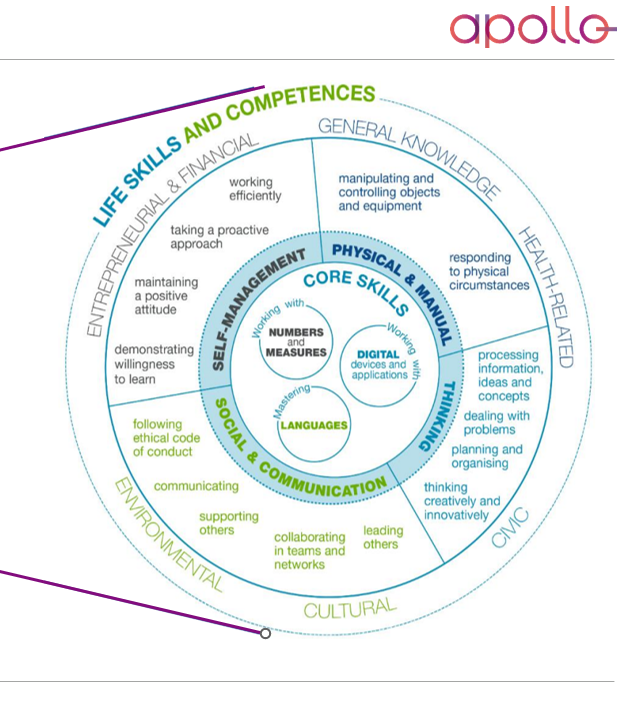 apollo
LIFE SKILLS AND COMPETENCES
ENTREPRENEURIAL & FINANCIAL
GENERAL KNOWLEDGE
HEALTH-RELATED
CIVIC
CULTURAL
ENVIRONMENTAL
SELF-MANAGEMENT
working
efficiently
taking a proactive
approach
maintaining
a positive
attitude
demonstrating
willingness
to learn
PHYSICAL & MANUAL
manipulating and
controlling objects
and equipment
responding
to physical
circumstances
THINKING
processing
information,
ideas and
concepts
dealing with
problems
planning and
organising
thinking
creatively and
innovatively
SOCIAL & COMMUNICATION
following
ethical code
of conduct
communicating
supporting
others
collaborating
in teams and
networks
leading
others
CORE SKILLS
Working with
NUMBERS
and
MEASURES
Working with
DIGITAL
devices and
applications
Mastering
LANGUAGES